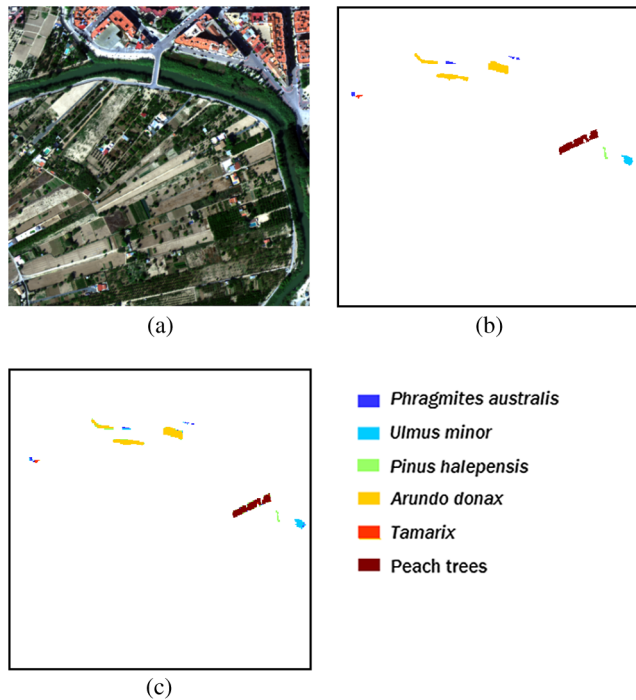 (a)
(b)
Phragmites australis
Ulmus minor
Pinus halepensis
Arundo donax
Tamarix
Peach trees
(c)